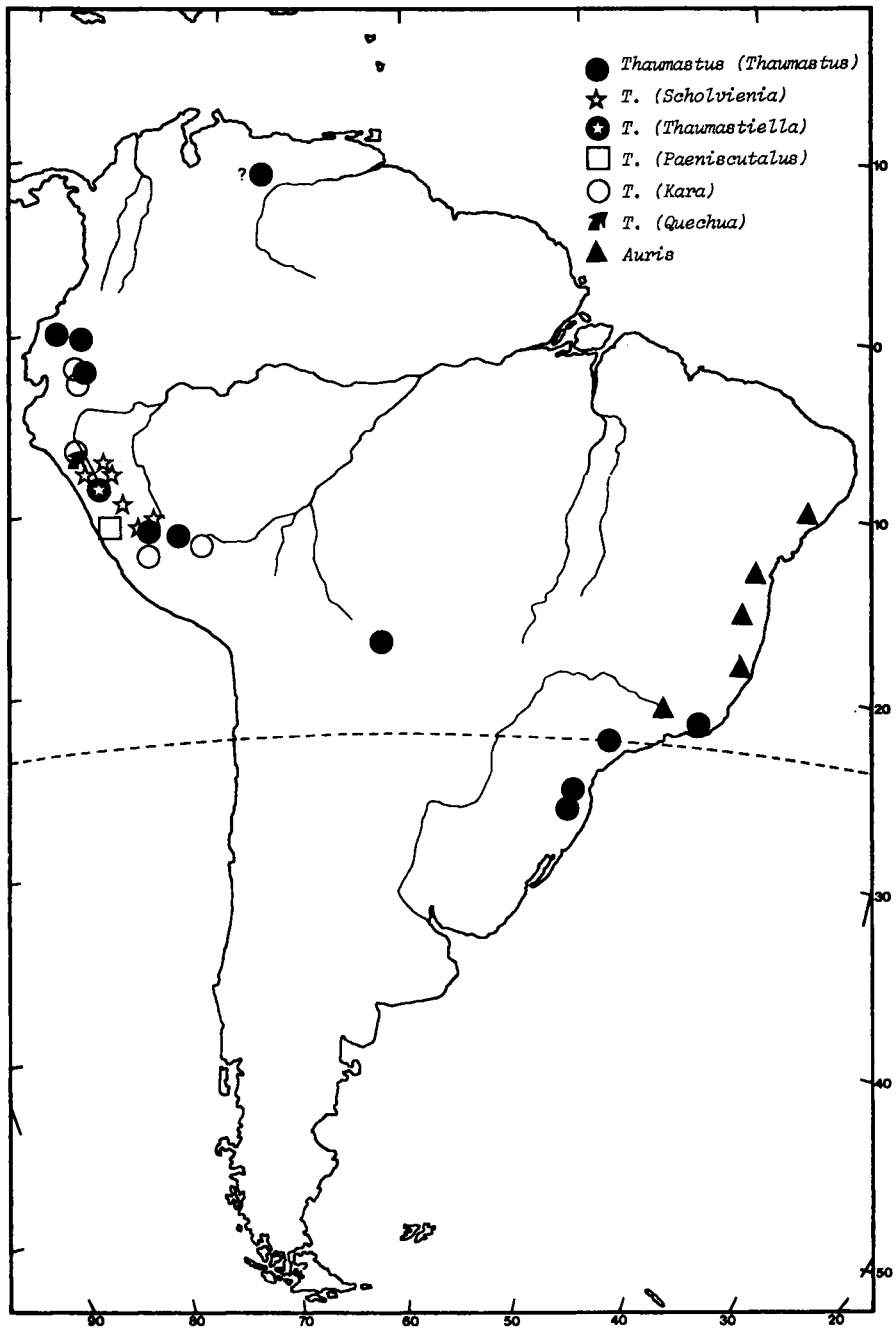 Thaumastus (Thaumastus)
T. (Scholvienia)
T. (Thaumastiella)
T. (Paeniscutalus)
T. (Kara)
T. (Quechua)
Auris
?
10
0
10
20
30
40
50
90 80 60 50 40 30 20